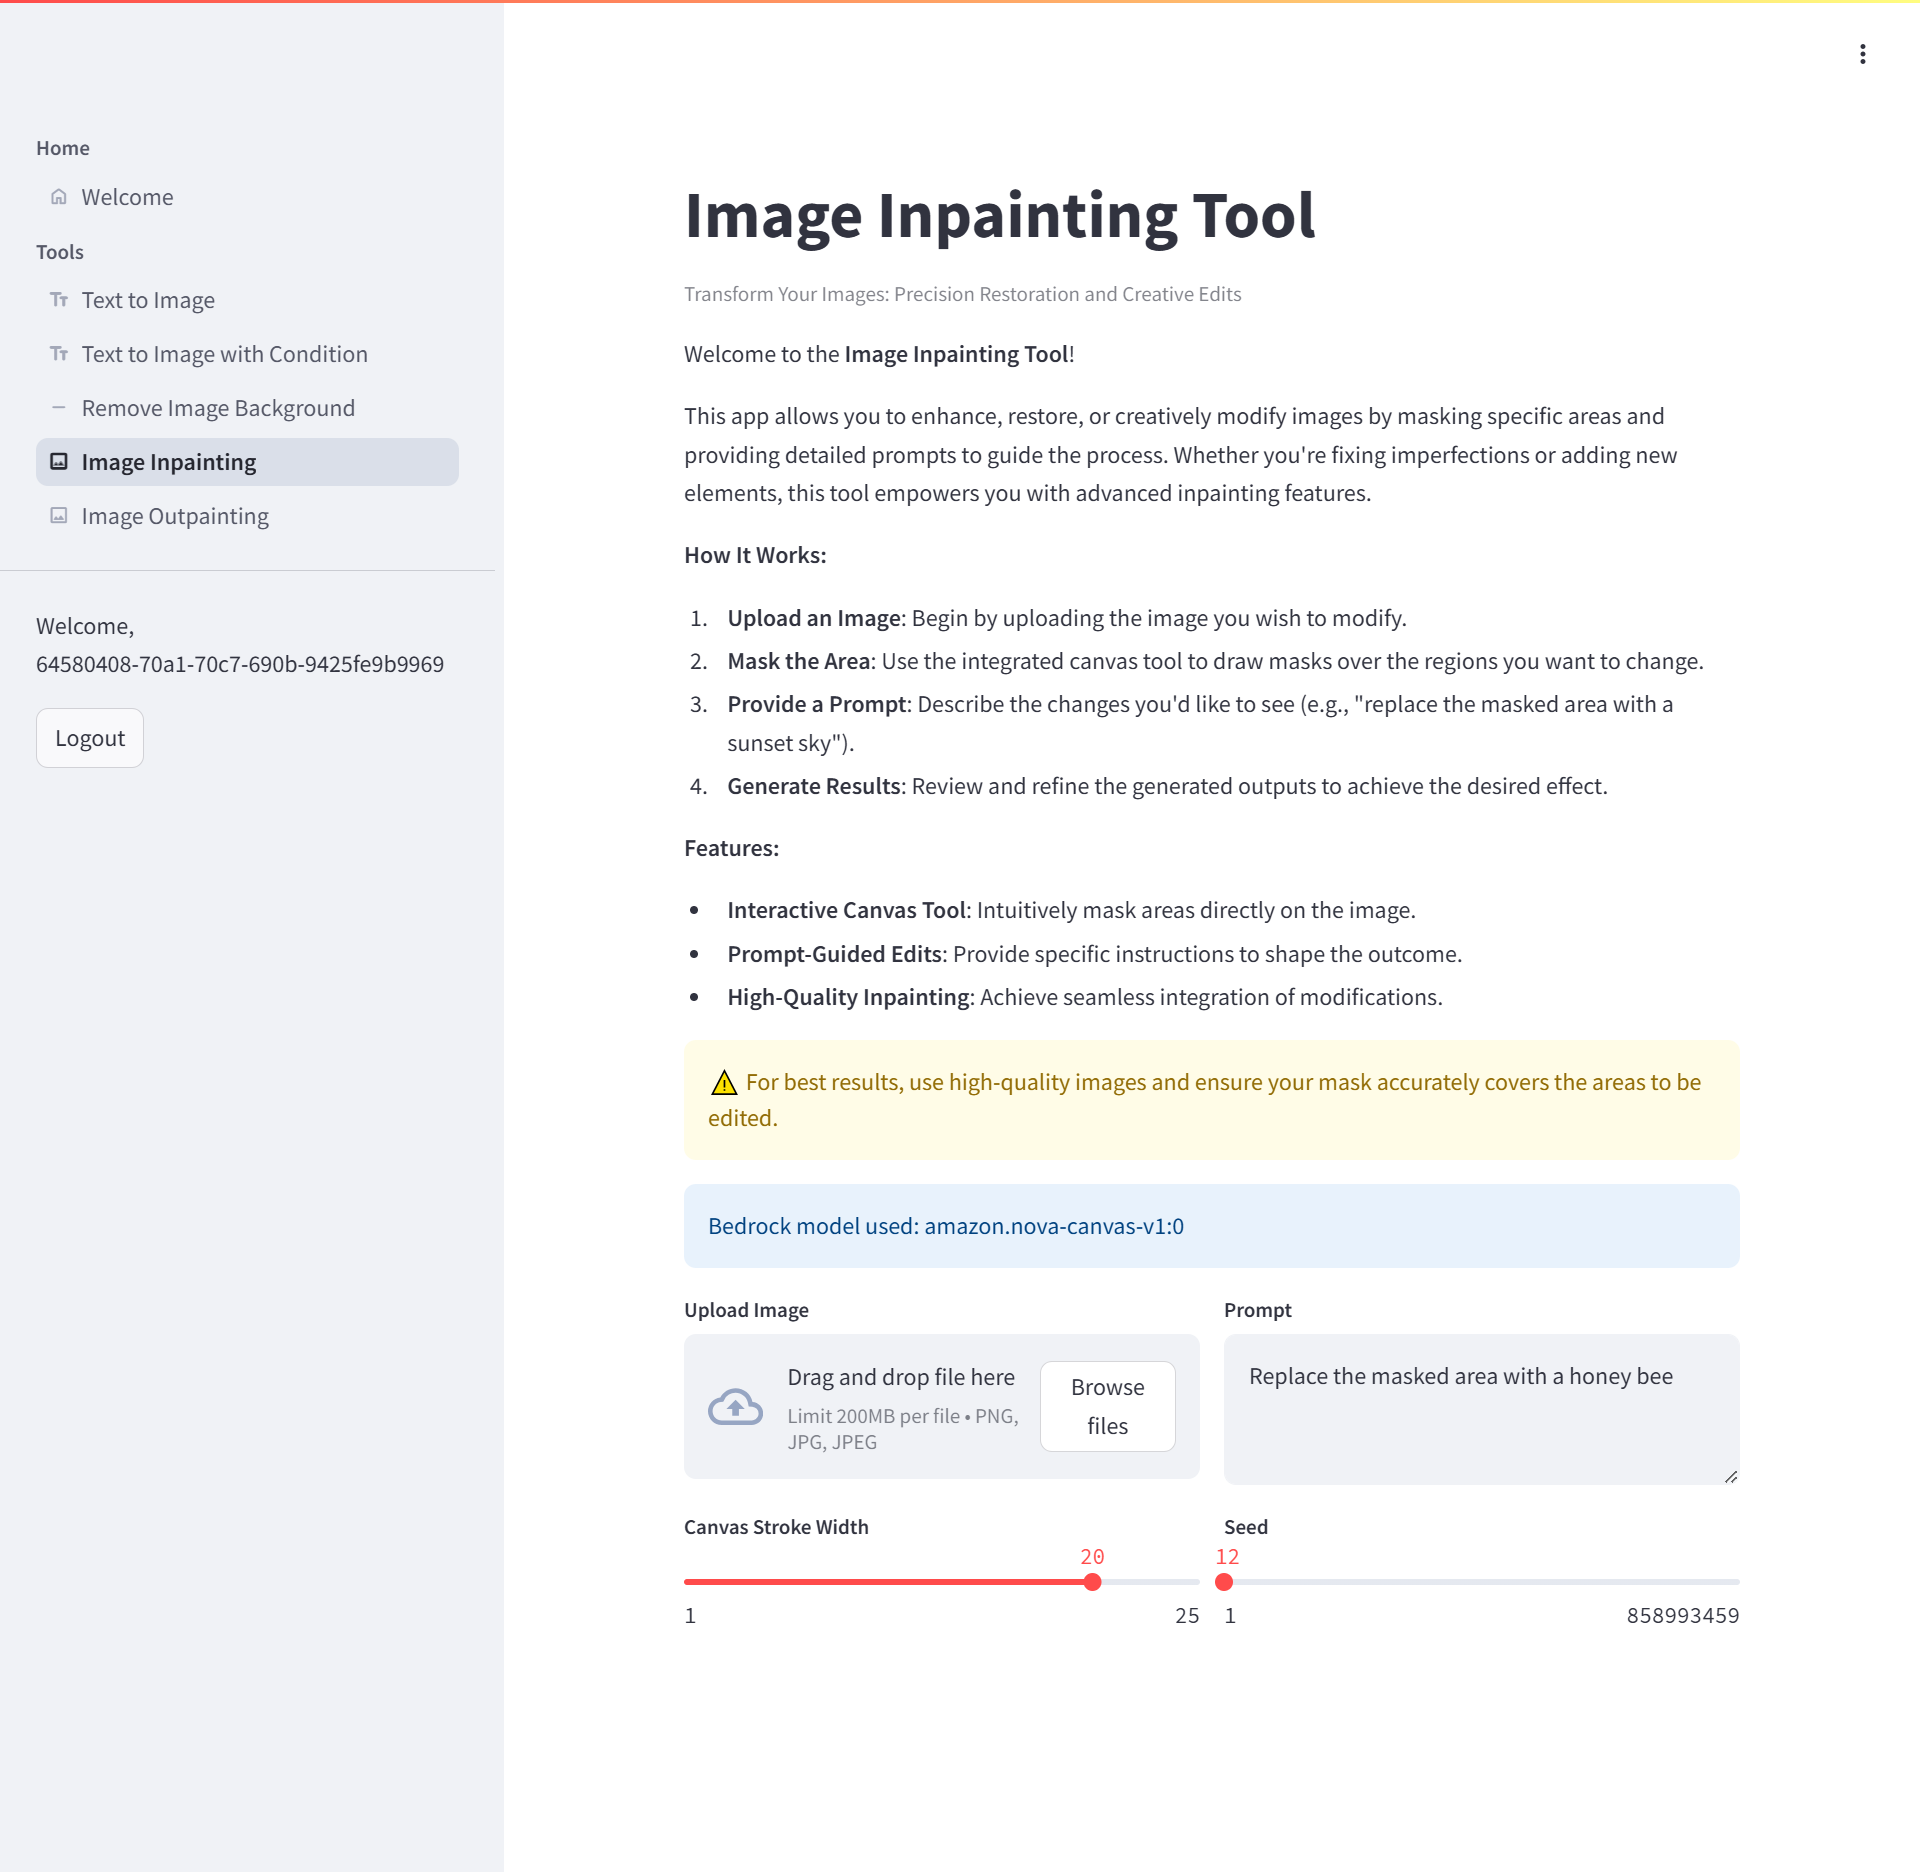 Home
Welcome
Tools
Text to Image
Text to Image with Condition
Remove Image Background
Image Inpainting
Image Outpainting
Welcome,
64580408-70a1-70c7-690b-9425fe9b9969
Logout
Image Inpainting Tool
Transform Your Images: Precision Restoration and Creative Edits
Welcome to the Image Inpainting Tool!
This app allows you to enhance, restore, or creatively modify images by masking specific areas and
providing detailed prompts to guide the process. Whether you're fixing imperfections or adding new
elements, this tool empowers you with advanced inpainting features.
How It Works:
1. Upload an Image: Begin by uploading the image you wish to modify.
2. Mask the Area: Use the integrated canvas tool to draw masks over the regions you want to change.
3. Provide a Prompt: Describe the changes you'd like to see (e.g., "replace the masked area with a
sunset sky").
4. Generate Results: Review and refine the generated outputs to achieve the desired effect.
Features:
• Interactive Canvas Tool: Intuitively mask areas directly on the image.
• Prompt-Guided Edits: Provide specific instructions to shape the outcome.
• High-Quality Inpainting: Achieve seamless integration of modifications.
⚠️ For best results, use high-quality images and ensure your mask accurately covers the areas to be
edited.
Bedrock model used: amazon.nova-canvas-v1:0
Upload Image
Drag and drop file here
Limit 200MB per file • PNG,
JPG, JPEG
Browse
files
Prompt
Replace the masked area with a honey bee
Canvas Stroke Width
20
1 25
Seed
12
1 858993459